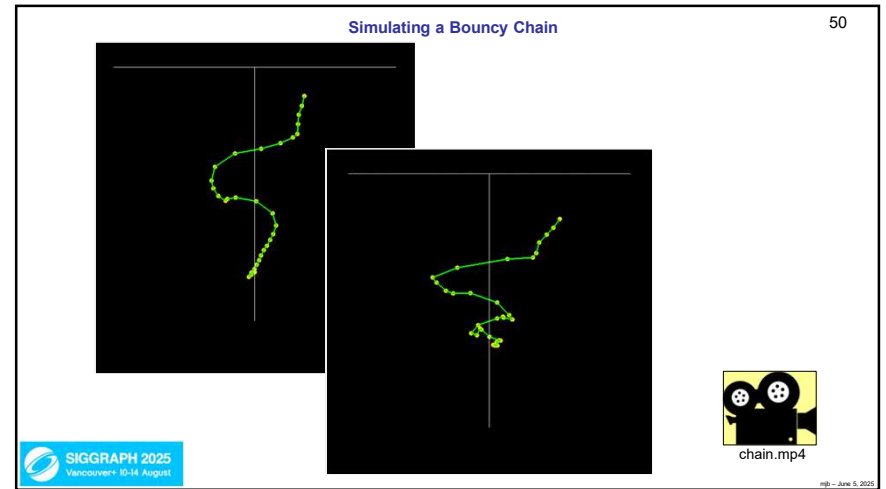 Simulating a Bouncy Chain
50
chain.mp4
SIGGRAPH 2025
Vancouver+ 10-14 August
mjb – June 5, 2025